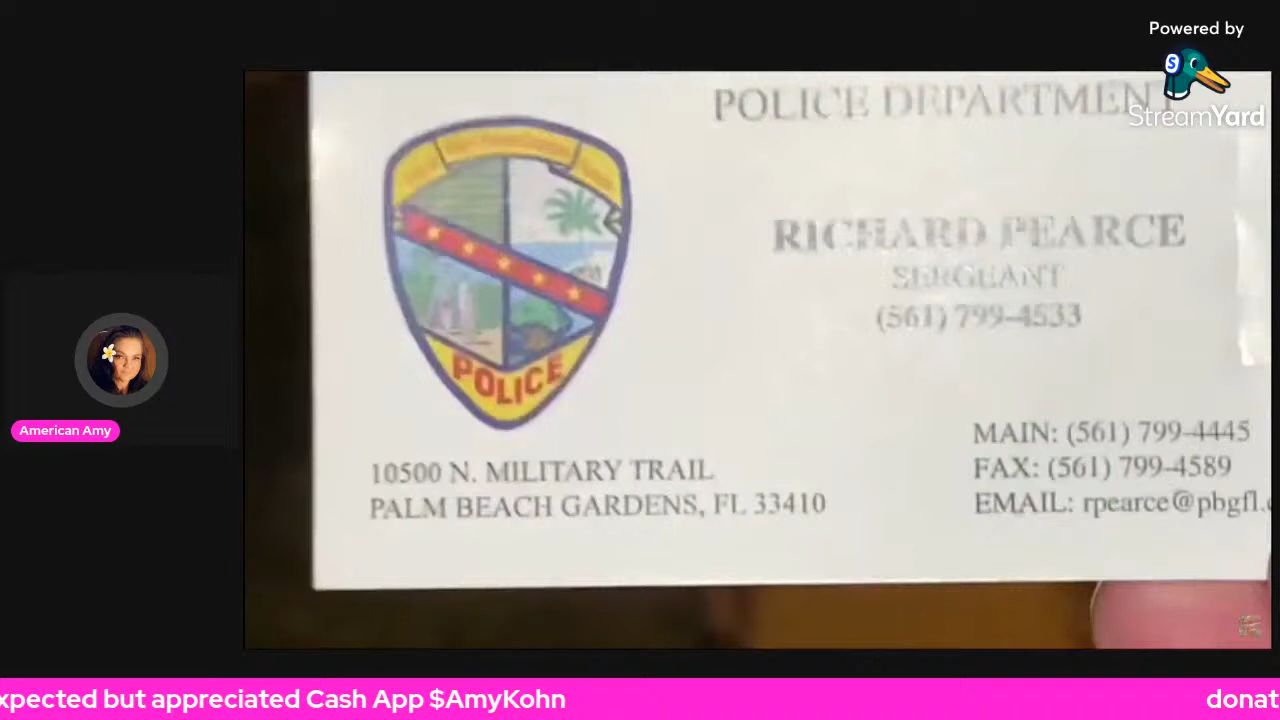 Powered by
StreamYard
POLICE DEPARTMENT
RICHARD PEARCE
SERGEANT
(561) 799-4533
POLICE
MAIN: (561) 799-4445
FAX: (561) 799-4589
EMAIL: rpearce@pbgfl.c
10500 N. MILITARY TRAIL
PALM BEACH GARDENS, FL 33410
American Amy
xpected but appreciated Cash App $AmyKohn
donat